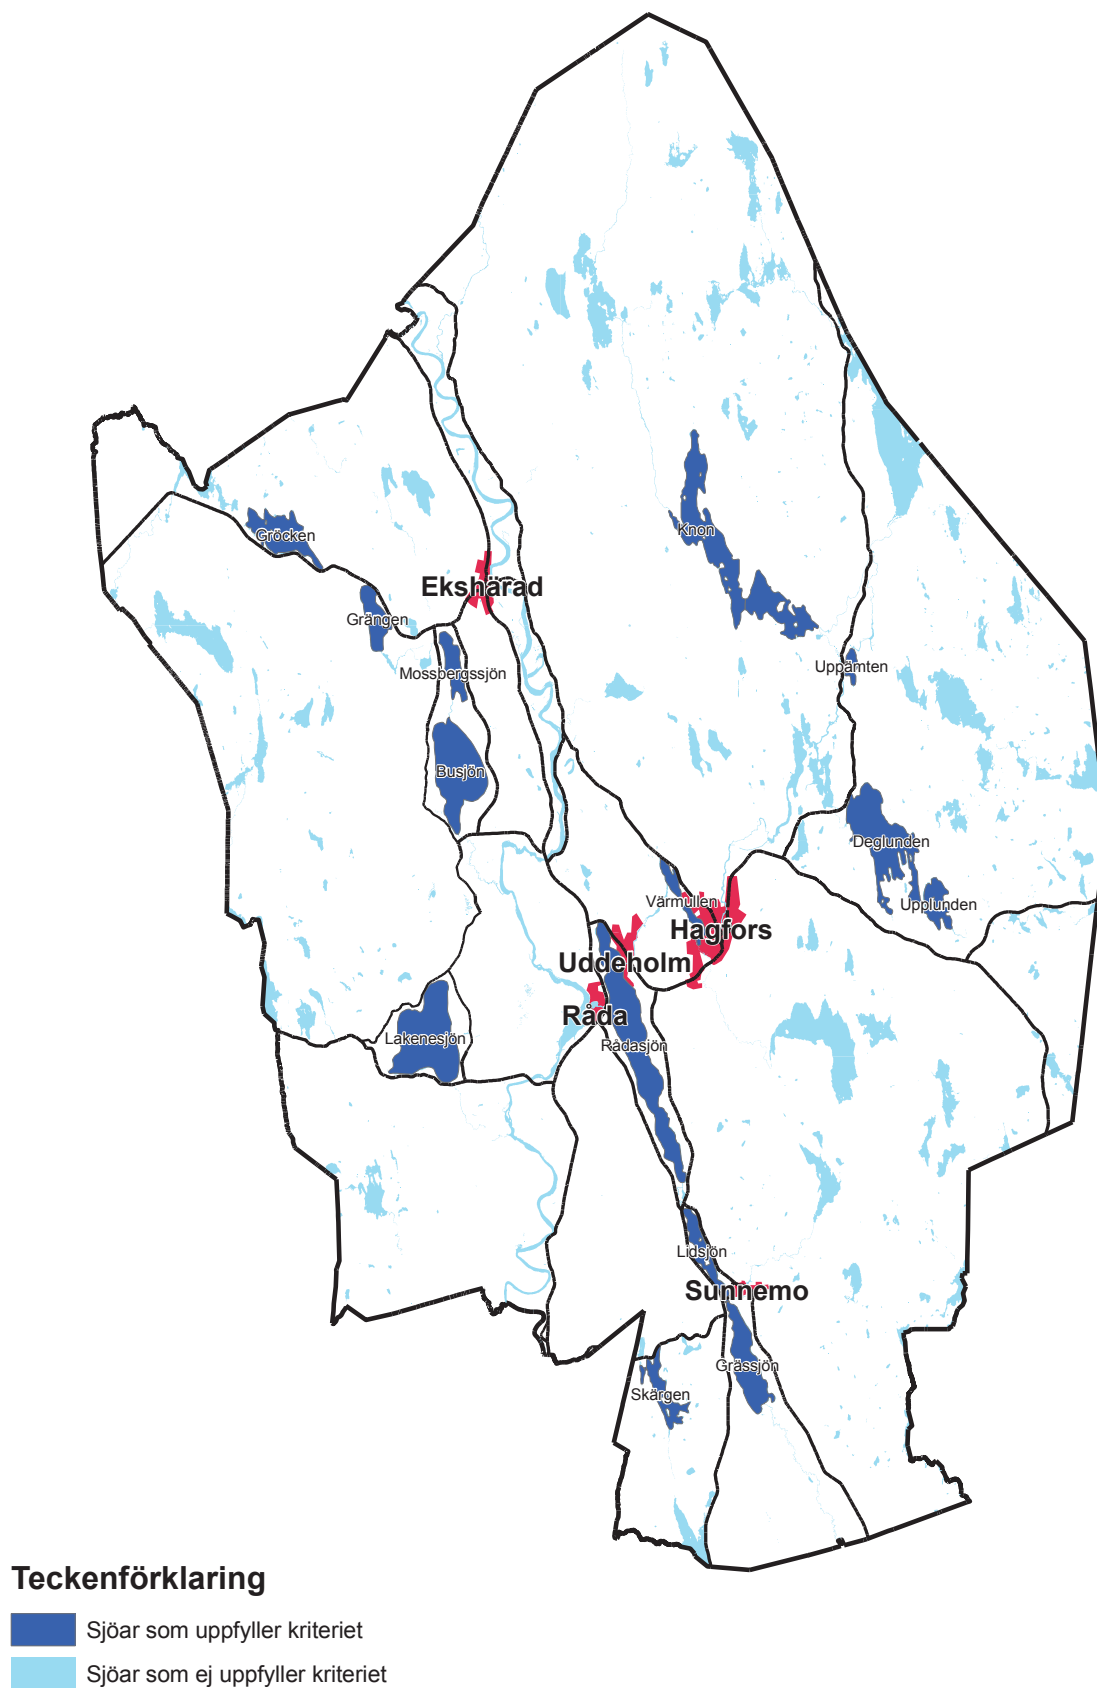 Knon
Gröcken
Ekshärad
Grängen
Mossbergssjön
Uppämten
Busjön
Deglunden
Värmullen
Upplunden
Hagfors
Uddeholm
Råda
Lakenesjön
Rådasjön
Lidsjön
Sunnemo
Grässjön
Skärgen
Teckenförklaring
Sjöar som uppfyller kriteriet
Sjöar som ej uppfyller kriteriet